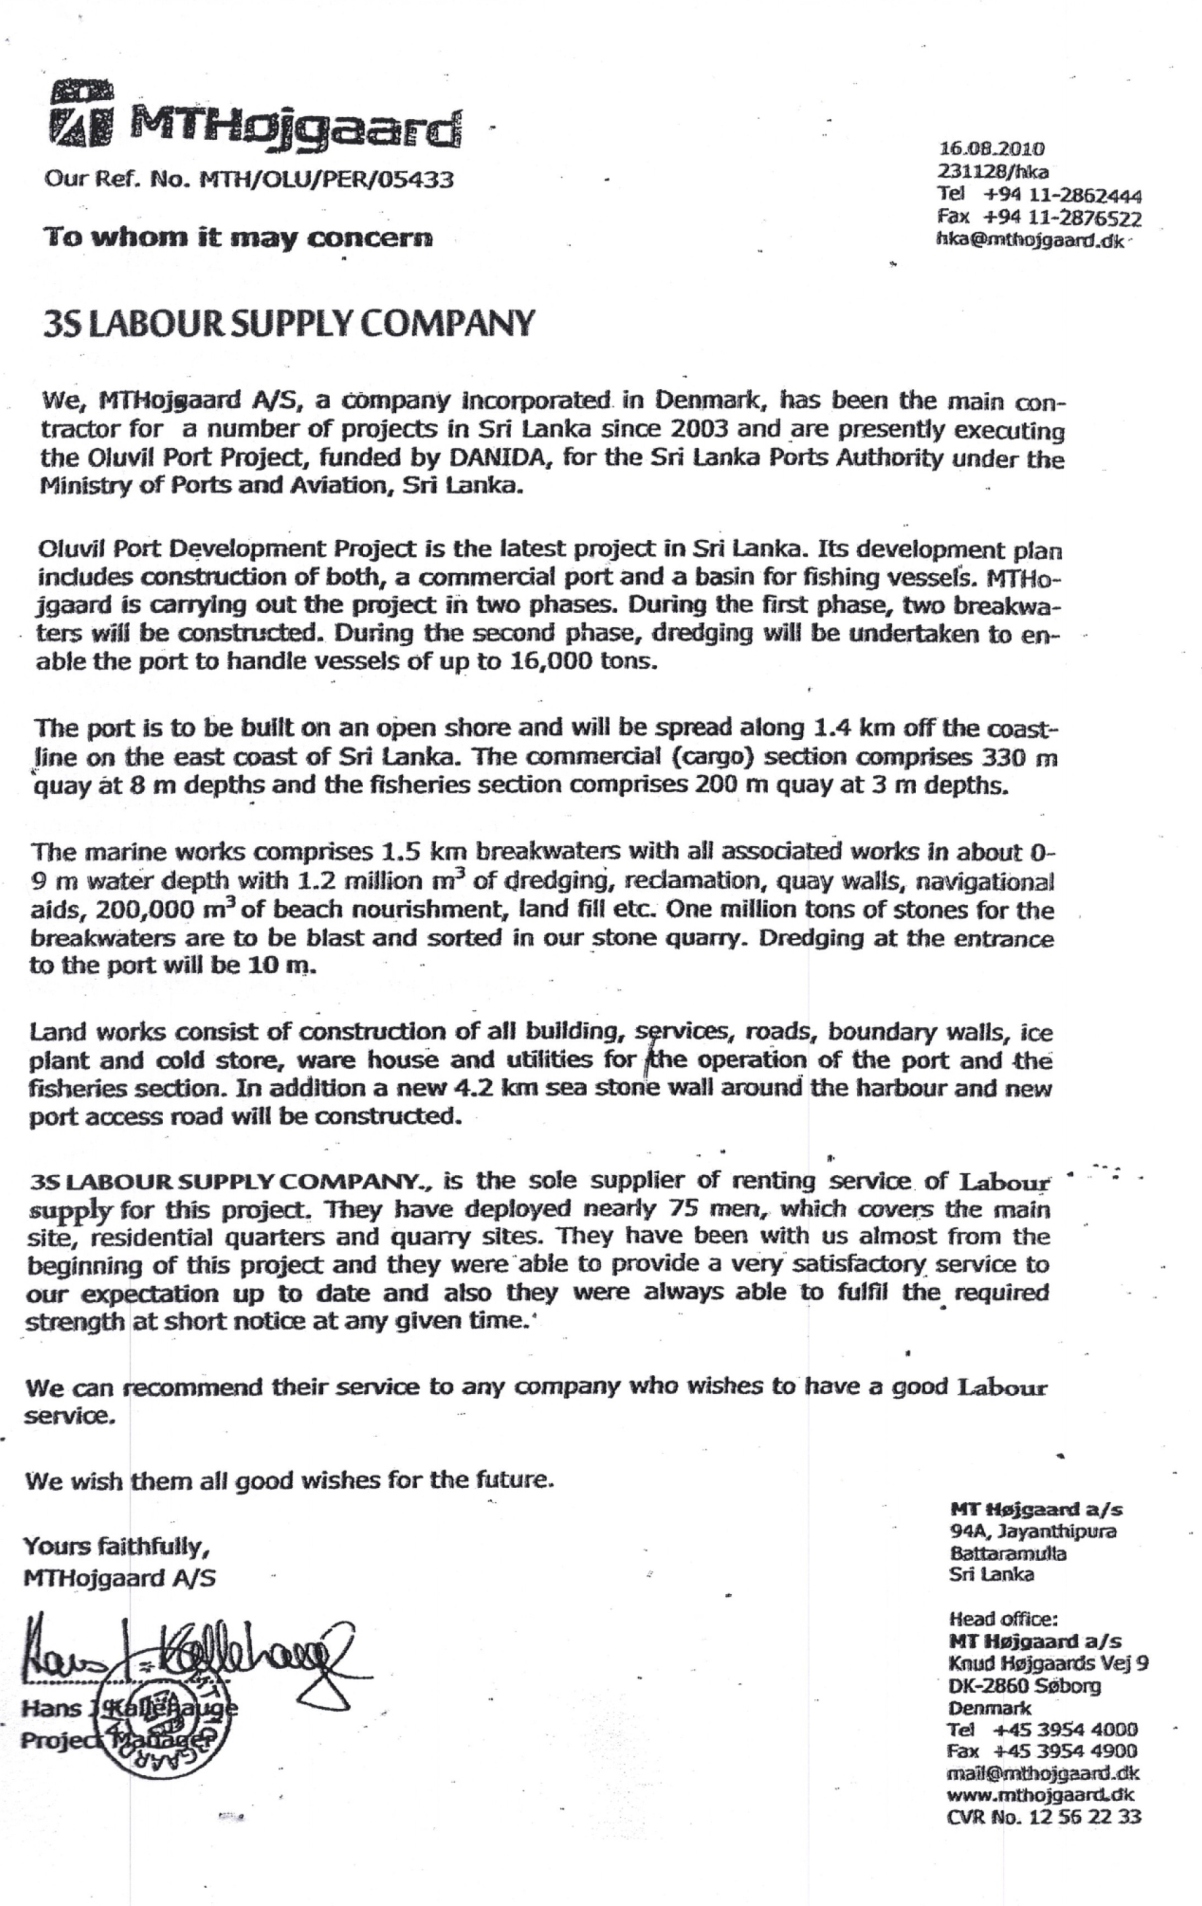 MTHojgaard
Our Ref. No. MTH/OLU/PER/05433
16.08.2010
231128/hka
Tel +94 11-2862444
Fax +94 11-2876522
hka@mthojgaard.dk
To whom it may concern
3S LABOUR SUPPLY COMPANY
We, MTHojgaard A/S, a company incorporated in Denmark, has been the main con-
tractor for a number of projects in Sri Lanka since 2003 and are presently executing
the Oluvil Port Project, funded by DANIDA, for the Sri Lanka Ports Authority under the
Ministry of Ports and Aviation, Sri Lanka.
Oluvil Port Development Project is the latest project in Sri Lanka. Its development plan
includes construction of both, a commercial port and a basin for fishing vessels. MTHo-
jgaard is carrying out the project in two phases. During the first phase, two breakwa-
ters will be constructed. During the second phase, dredging will be undertaken to en-
able the port to handle vessels of up to 16,000 tons.
The port is to be built on an open shore and will be spread along 1.4 km off the coast-
line on the east coast of Sri Lanka. The commercial (cargo) section comprises 330 m
quay at 8 m depths and the fisheries section comprises 200 m quay at 3 m depths.
The marine works comprises 1.5 km breakwaters with all associated works in about 0-
9 m water depth with 1.2 million m³ of dredging, reclamation, quay walls, navigational
aids, 200,000 m³ of beach nourishment, land fill etc. One million tons of stones for the
breakwaters are to be blast and sorted in our stone quarry. Dredging at the entrance
to the port will be 10 m.
Land works consist of construction of all building, services, roads, boundary walls, ice
plant and cold store, ware house and utilities for the operation of the port and the
fisheries section. In addition a new 4.2 km sea stone wall around the harbour and new
port access road will be constructed.
3S LABOUR SUPPLY COMPANY., is the sole supplier of renting service of Labour
supply for this project. They have deployed nearly 75 men, which covers the main
site, residential quarters and quarry sites. They have been with us almost from the
beginning of this project and they were able to provide a very satisfactory service to
our expectation up to date and also they were always able to fulfil the required
strength at short notice at any given time.
We can recommend their service to any company who wishes to have a good Labour
service.
We wish them all good wishes for the future.
Yours faithfully,
MTHojgaard A/S
Hans Kallehauge
Hans J Kallehauge
Project Manager
MT Højgaard a/s
94A, Jayanthipura
Battaramulla
Sri Lanka
Head office:
MT Højgaard a/s
Knud Højgaards Vej 9
DK-2860 Søborg
Denmark
Tel +45 3954 4000
Fax +45 3954 4900
mail@mthojgaard.dk
www.mthojgaard.dk
CVR No. 12 56 22 33